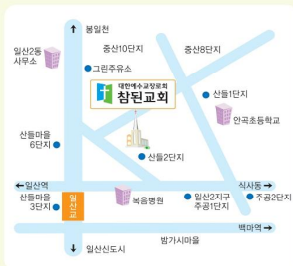 봉일천
일산2동
사무소
중산10단지
중산8단지
그린주유소
대한예수교장로회
참된교회
산들1단지
안곡초등학교
산들마을
6단지
산들2단지
←일산역
식사동→
산들마을
3단지
일산교
복음병원
일산2지구
주공1단지
주공2단지
백마역→
밤가시마을
일산신도시